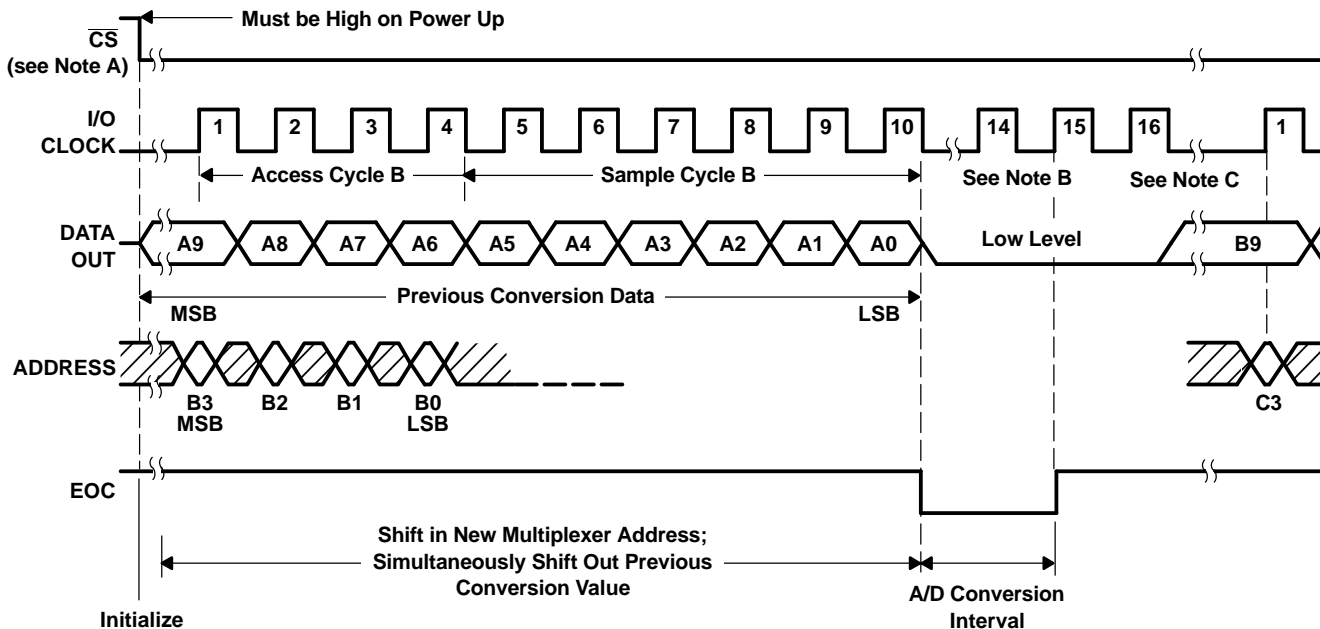 Must be High on Power Up
CS
(see Note A)
I/O
CLOCK
1 2 3 4 5 6 7 8 9 10 14 15 16 1
Access Cycle B
Sample Cycle B
See Note B
See Note C
DATA
OUT
A9 A8 A7 A6 A5 A4 A3 A2 A1 A0
Low Level
B9
Previous Conversion Data
MSB
LSB
ADDRESS
B3 B2 B1 B0
MSB
LSB
C3
EOC
Shift in New Multiplexer Address;
Simultaneously Shift Out Previous
Conversion Value
A/D Conversion
Interval
Initialize